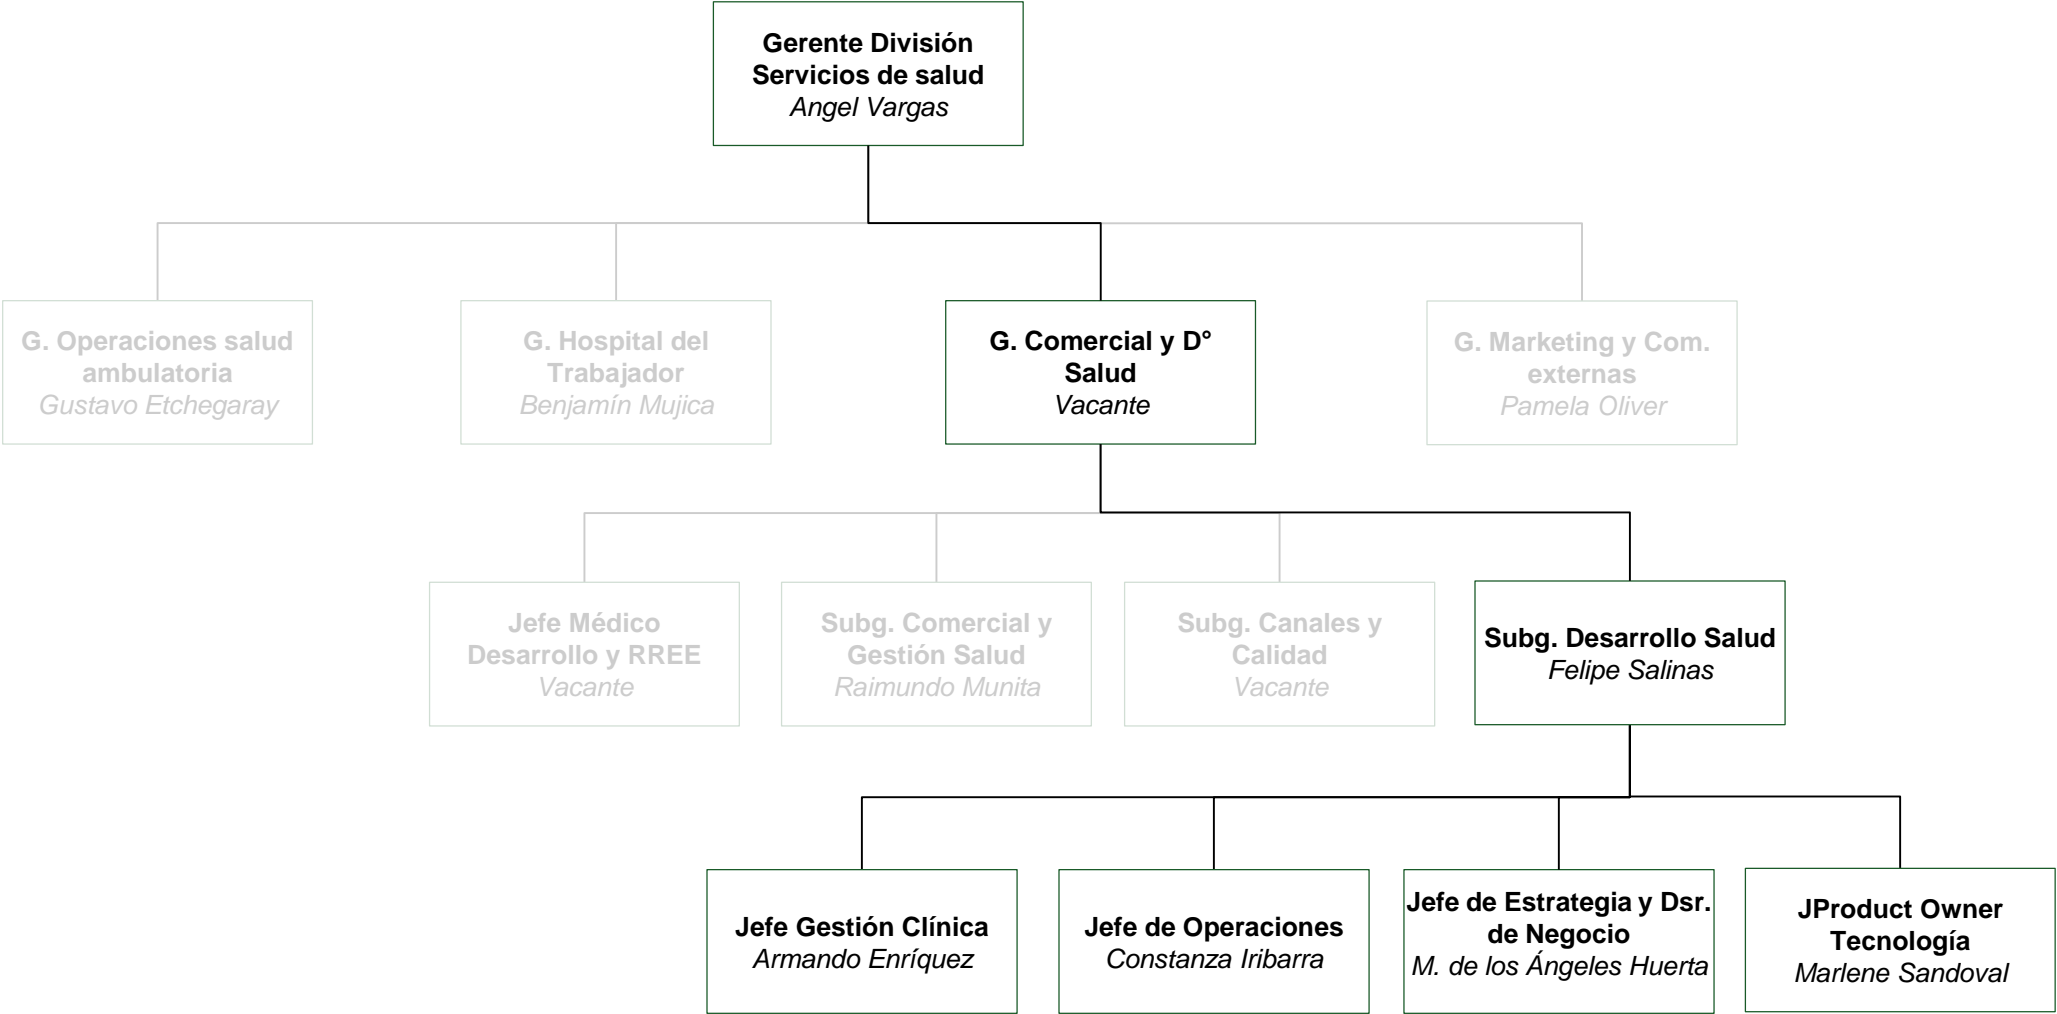 Gerente División
Servicios de salud
Angel Vargas
G. Operaciones salud
ambulatoria
Gustavo Etchegaray
G. Hospital del
Trabajador
Benjamín Mujica
G. Comercial y D°
Salud
Vacante
G. Marketing y Com.
externas
Pamela Oliver
Jefe Médico
Desarrollo y RREE
Vacante
Subg. Comercial y
Gestión Salud
Raimundo Munita
Subg. Canales y
Calidad
Vacante
Subg. Desarrollo Salud
Felipe Salinas
Jefe Gestión Clínica
Armando Enríquez
Jefe de Operaciones
Constanza Iribarra
Jefe de Estrategia y Dsr.
de Negocio
M. de los Ángeles Huerta
JProduct Owner
Tecnología
Marlene Sandoval